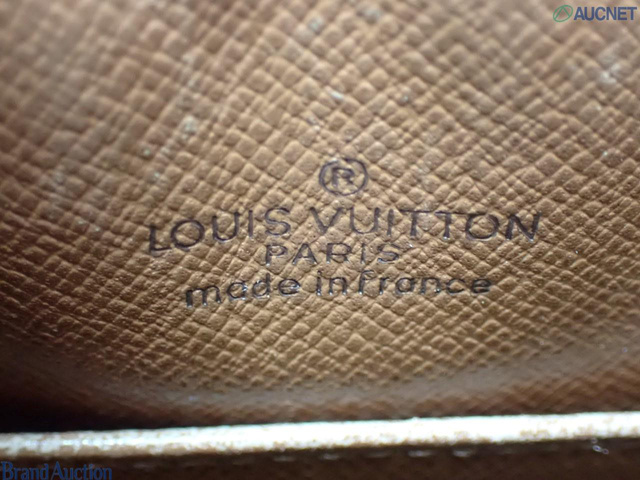 AUCNET
®
LOUIS VUITTON
PARIS
made in france
Brand Auction